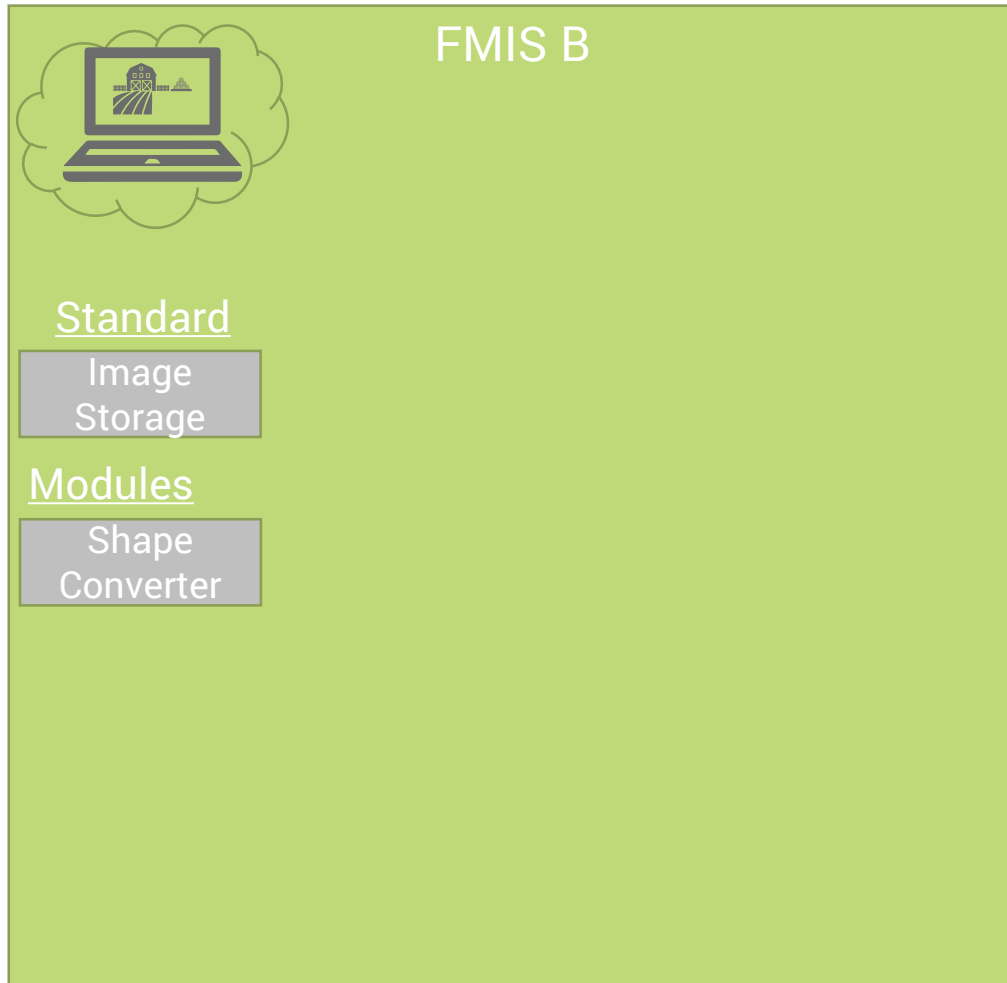 FMIS B
Standard
Image
Storage
Modules
Shape
Converter